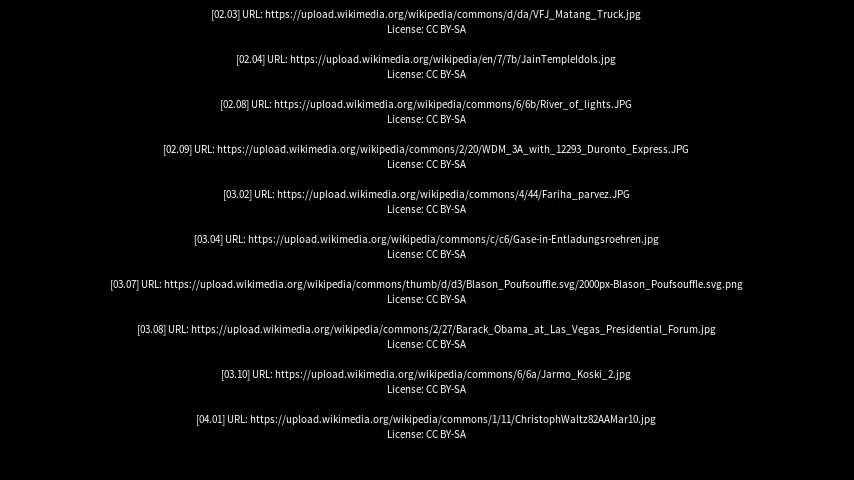 [02.03] URL: https://upload.wikimedia.org/wikipedia/commons/d/da/VFJ_Matang_Truck.jpg
License: CC BY-SA
[02.04] URL: https://upload.wikimedia.org/wikipedia/en/7/7b/JainTempleIdols.jpg
License: CC BY-SA
[02.08] URL: https://upload.wikimedia.org/wikipedia/commons/6/6b/River_of_lights.JPG
License: CC BY-SA
[02.09] URL: https://upload.wikimedia.org/wikipedia/commons/2/20/WDM_3A_with_12293_Duronto_Express.JPG
License: CC BY-SA
[03.02] URL: https://upload.wikimedia.org/wikipedia/commons/4/44/Fariha_parvez.JPG
License: CC BY-SA
[03.04] URL: https://upload.wikimedia.org/wikipedia/commons/c/c6/Gase-in-Entladungsroehren.jpg
License: CC BY-SA
[03.07] URL: https://upload.wikimedia.org/wikipedia/commons/thumb/d/d3/Blason_Poufsouffle.svg/2000px-Blason_Poufsouffle.svg.png
License: CC BY-SA
[03.08] URL: https://upload.wikimedia.org/wikipedia/commons/2/27/Barack_Obama_at_Las_Vegas_Presidential_Forum.jpg
License: CC BY-SA
[03.10] URL: https://upload.wikimedia.org/wikipedia/commons/6/6a/Jarmo_Koski_2.jpg
License: CC BY-SA
[04.01] URL: https://upload.wikimedia.org/wikipedia/commons/1/11/ChristophWaltz82AAMar10.jpg
License: CC BY-SA